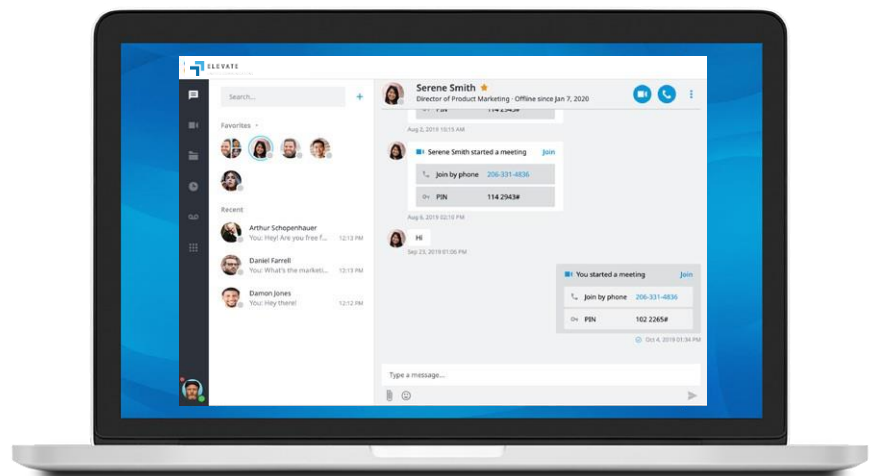 ELEVATE
Search...
+
Favorites
Recent
Arthur Schopenhauer
You: Hey! Are you free f...
12:13 PM
Daniel Farrell
You: What's the marketi...
12:13 PM
Damon Jones
You: Hey there!
12:12 PM
Serene Smith
Director of Product Marketing · Offline since Jan 7, 2020
PIN 114 2943#
Aug 2, 2019 10:15 AM
Serene Smith started a meeting Join
Join by phone 206-331-4836
PIN 114 2943#
Aug 6, 2019 02:16 PM
Hi
Sep 23, 2019 01:06 PM
You started a meeting Join
Join by phone 206-331-4836
PIN 102 2265#
Oct 4, 2019 01:34 PM
Type a message...